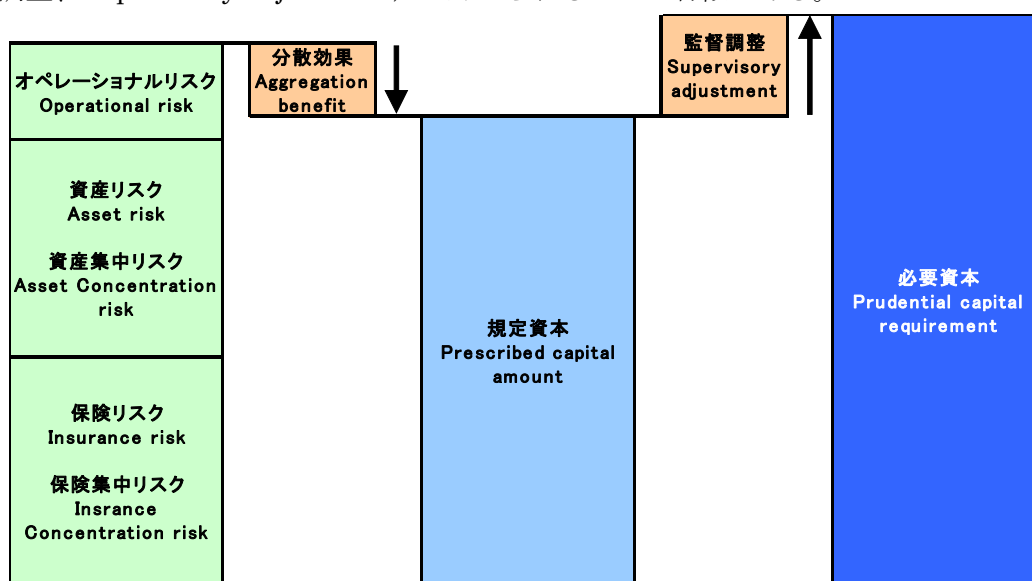 オペレーショナルリスク
Operational risk
資産リスク
Asset risk
資産集中リスク
Asset Concentration
risk
保険リスク
Insurance risk
保険集中リスク
Insrance
Concentration risk
分散効果
Aggregation
benefit
規定資本
Prescribed capital
amount
監督調整
Supervisory
adjustment
必要資本
Prudential capital
requirement